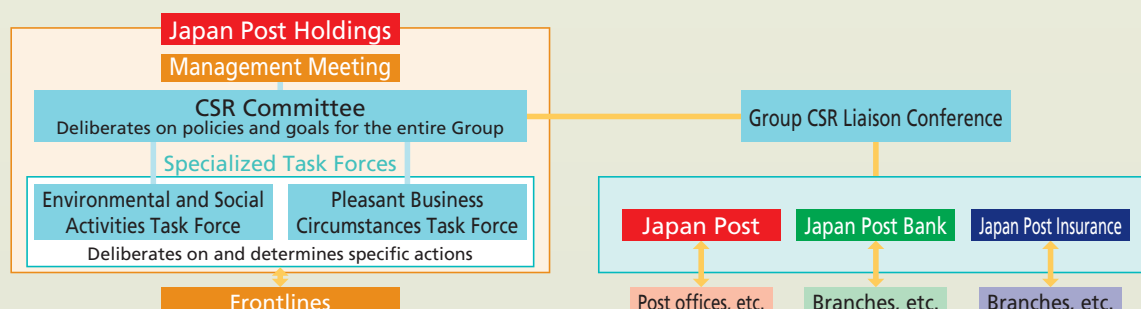 Japan Post Holdings
Management Meeting
CSR Committee
Deliberates on policies and goals for the entire Group
Specialized Task Forces
Environmental and Social
Activities Task Force
Pleasant Business
Circumstances Task Force
Deliberates on and determines specific actions
Frontlines
Group CSR Liaison Conference
Japan Post
Japan Post Bank
Japan Post Insurance
Post offices, etc.
Branches, etc.
Branches, etc.